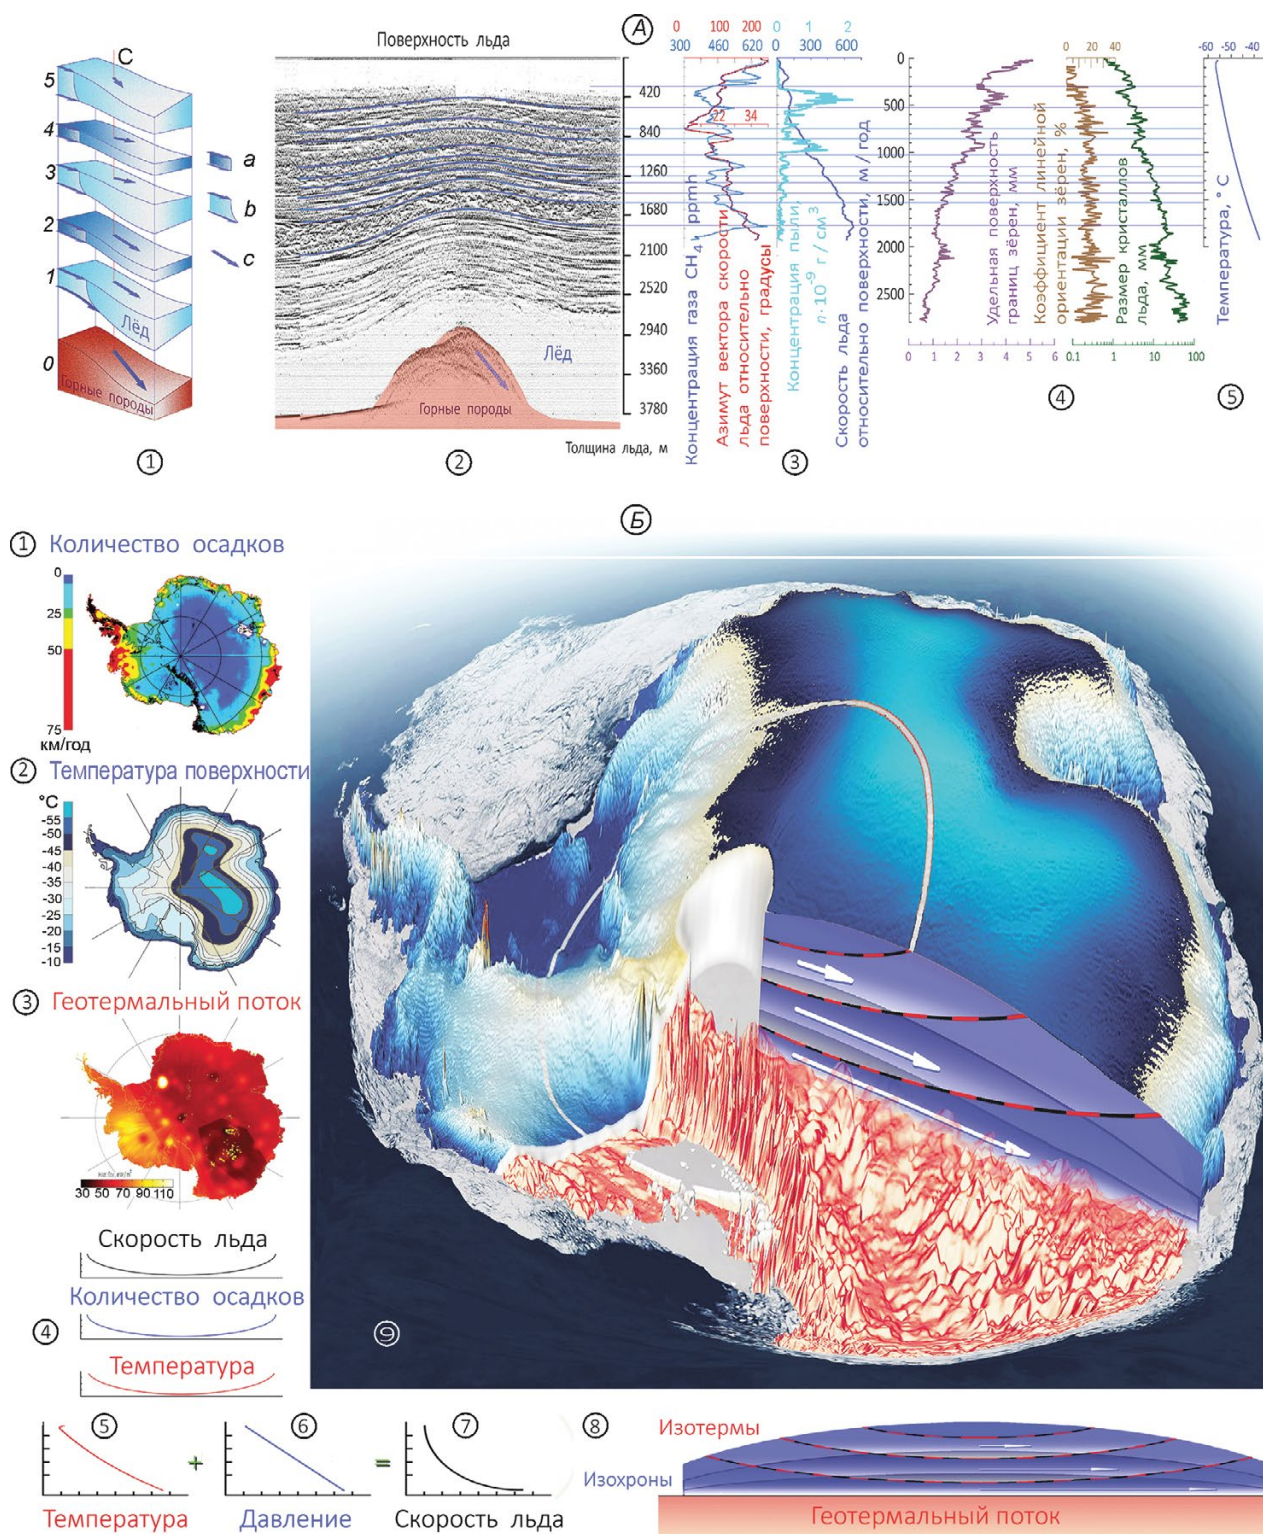 А
Поверхность льда
C
5
4
3
2
1
0
a
b
c
Лёд
Горные породы
1
420
840
1260
1680
2100
2520
2940
3360
3780
Лёд
Горные породы
Толщина льда, м
2
0 100 200
300 460 620
22 34
0 1 2
0 300 600
Концентрация газа CH4 ppmh
Азимут вектора скорости
льда относительно
поверхности, градусы
Концентрация пыли,
n·10⁻⁹ г / см³
Скорость льда
относительно поверхности, м / год
3
0
500
1000
1500
2000
2500
0 1 2 3 4 5 6
Удельная поверхность
границ зёрен, мм
0 20 40
Коэффициент линейной
ориентации зёрен, %
Размер кристаллов
льда, мм
0.1 1 10 100
4
-60 -50 -40
Температура, ° С
5
Б
1 Количество осадков
0
25
50
75
км/год
2 Температура поверхности
°C
-55
-50
-45
-40
-35
-30
-25
-20
-15
-10
3 Геотермальный поток
30 50 70 90 110
Скорость льда
Количество осадков
4
Температура
9
5
6
7
8
+
=
Температура
Давление
Скорость льда
Изотермы
Изохроны
Геотермальный поток